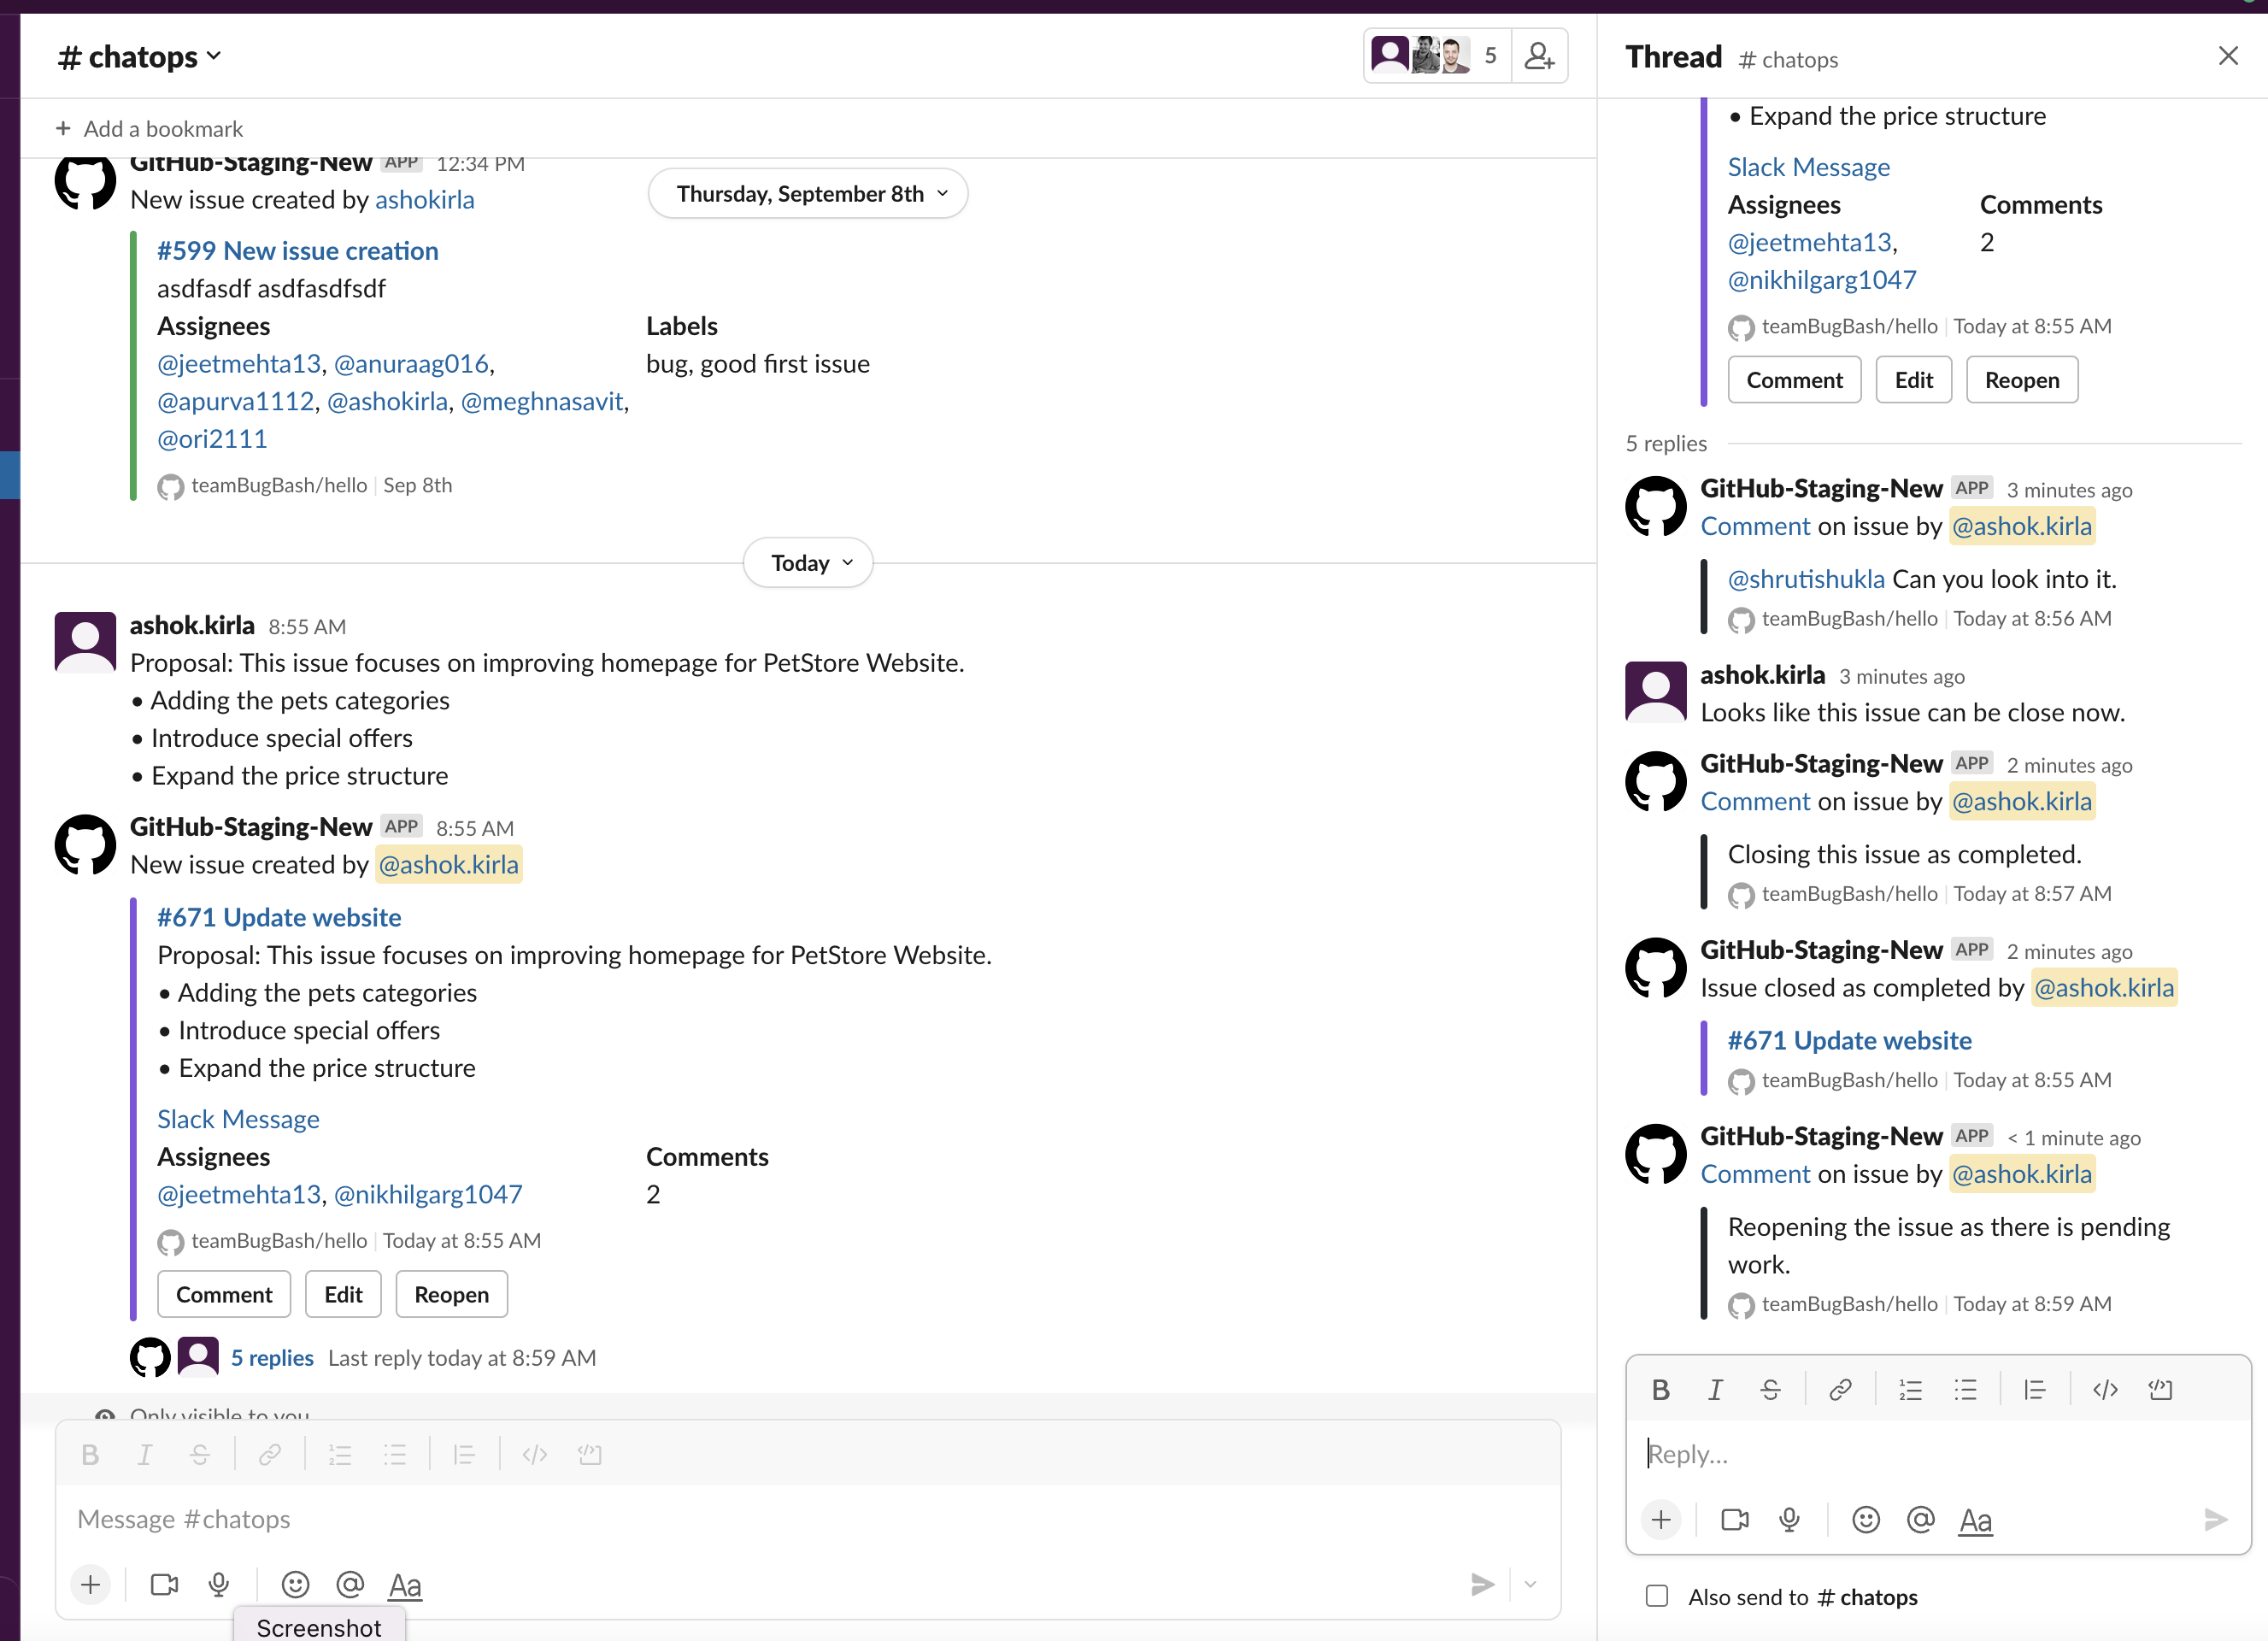 # chatops
5
+ Add a bookmark
GitHub-Staging-New APP 12:34 PM
Thursday, September 8th
New issue created by ashokirla
#599 New issue creation
asdfasdf asdfasdfsdf
Assignees Labels
@jeetmehta13, @anuraag016, bug, good first issue
@apurva1112, @ashokirla, @meghnasavit,
@ori2111
teamBugBash/hello | Sep 8th
Today
ashok.kirla 8:55 AM
Proposal: This issue focuses on improving homepage for PetStore Website.
• Adding the pets categories
• Introduce special offers
• Expand the price structure
GitHub-Staging-New APP 8:55 AM
New issue created by @ashok.kirla
#671 Update website
Proposal: This issue focuses on improving homepage for PetStore Website.
• Adding the pets categories
• Introduce special offers
• Expand the price structure
Slack Message
Assignees Comments
@jeetmehta13, @nikhilgarg1047 2
teamBugBash/hello | Today at 8:55 AM
Comment Edit Reopen
5 replies Last reply today at 8:59 AM
Only visible to you
B I S
Message #chatops
Aa
Screenshot
Thread # chatops
• Expand the price structure
Slack Message
Assignees Comments
@jeetmehta13, 2
@nikhilgarg1047
teamBugBash/hello | Today at 8:55 AM
Comment Edit Reopen
5 replies
GitHub-Staging-New APP 3 minutes ago
Comment on issue by @ashok.kirla
@shrutishukla Can you look into it.
teamBugBash/hello | Today at 8:56 AM
ashok.kirla 3 minutes ago
Looks like this issue can be close now.
GitHub-Staging-New APP 2 minutes ago
Comment on issue by @ashok.kirla
Closing this issue as completed.
teamBugBash/hello | Today at 8:57 AM
GitHub-Staging-New APP 2 minutes ago
Issue closed as completed by @ashok.kirla
#671 Update website
teamBugBash/hello | Today at 8:55 AM
GitHub-Staging-New APP < 1 minute ago
Comment on issue by @ashok.kirla
Reopening the issue as there is pending
work.
teamBugBash/hello | Today at 8:59 AM
B I S
Reply...
Aa
Also send to # chatops